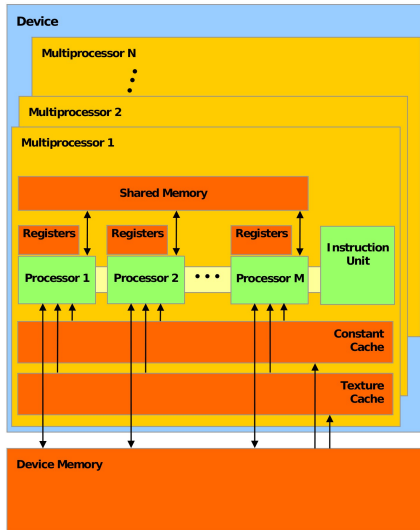 Device
Multiprocessor N
Multiprocessor 2
Multiprocessor 1
Shared Memory
Registers
Registers
Registers
Processor 1
Processor 2
Processor M
Instruction
Unit
Constant
Cache
Texture
Cache
Device Memory